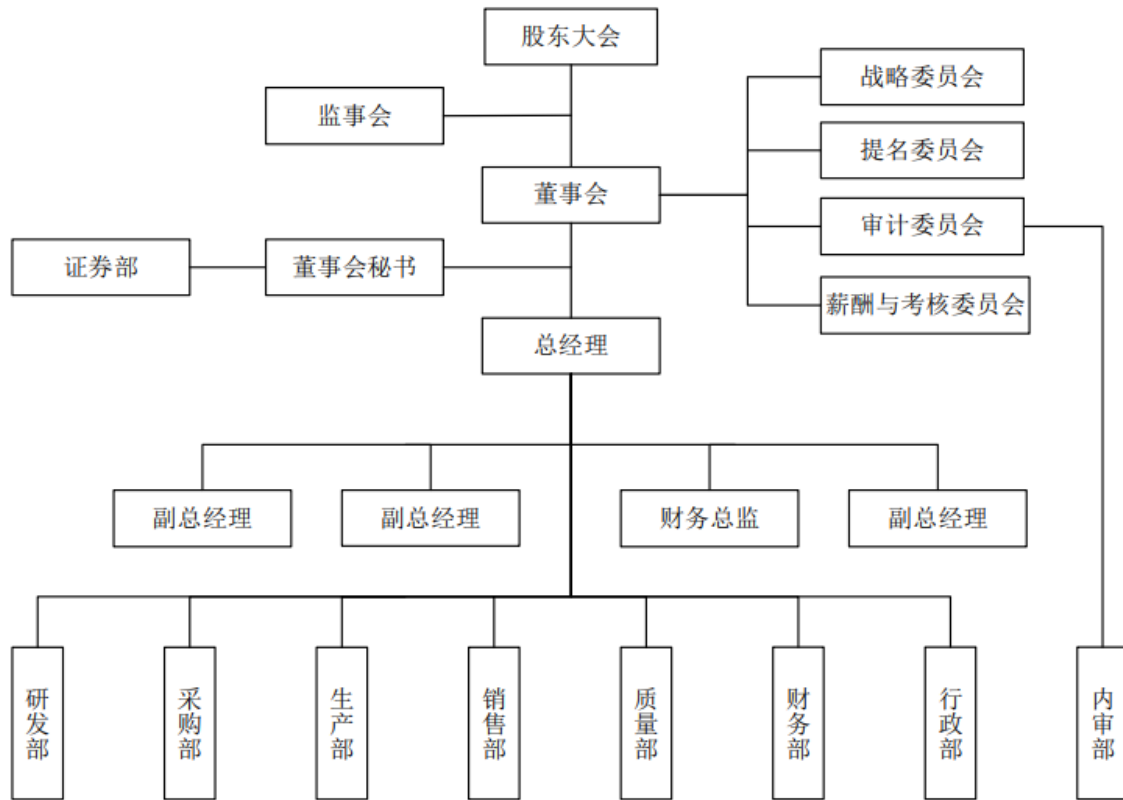 股东大会
战略委员会
监事会
提名委员会
董事会
审计委员会
证券部
董事会秘书
薪酬与考核委员会
总经理
副总经理
副总经理
财务总监
副总经理
研发部
采购部
生产部
销售部
质量部
财务部
行政部
内审部